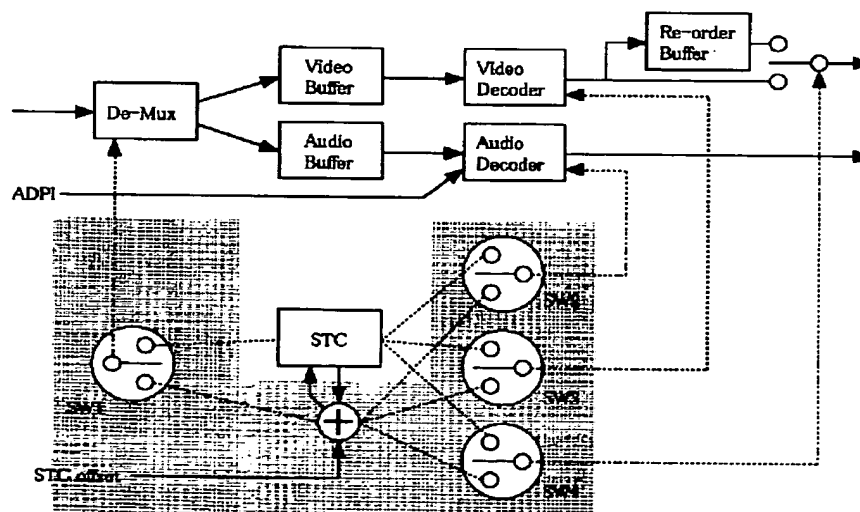 Re-order
Buffer
Video
Buffer
Video
Decoder
De-Mux
Audio
Buffer
Audio
Decoder
ADPI
SW2
STC
SW1
SW3
STC offset
SW4